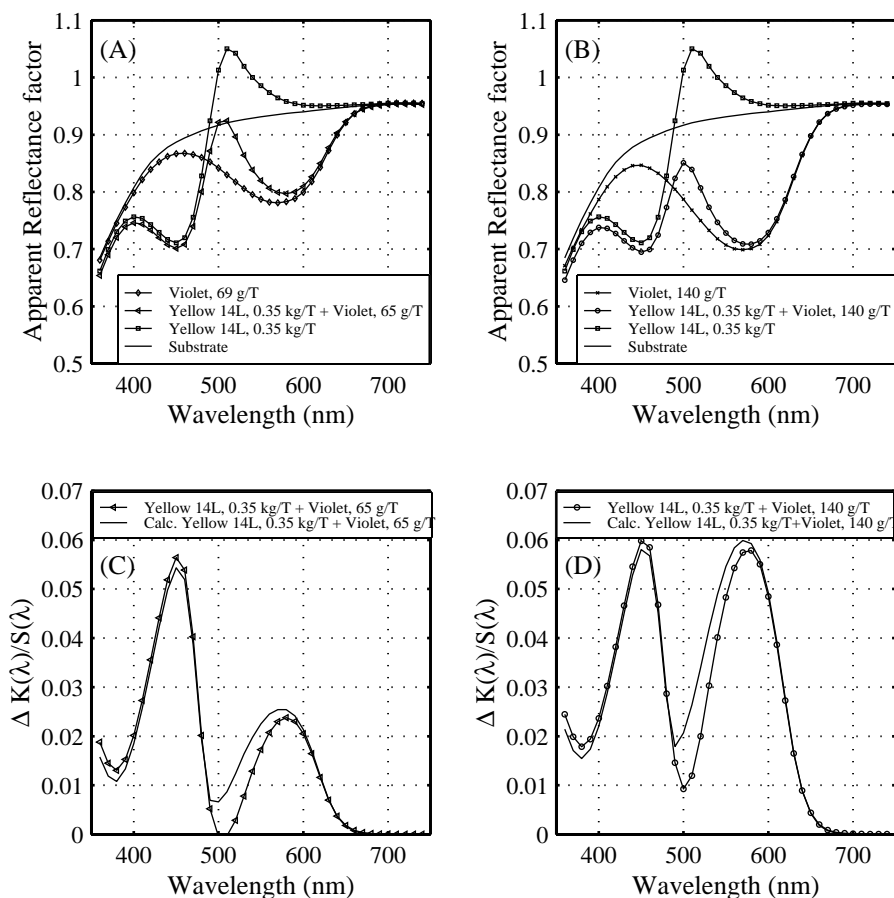 (A)
Apparent Reflectance factor
1.1
1
0.9
0.8
0.7
0.6
0.5
Violet, 69 g/T
Yellow 14L, 0.35 kg/T + Violet, 65 g/T
Yellow 14L, 0.35 kg/T
Substrate
400 500 600 700
Wavelength (nm)
(B)
Apparent Reflectance factor
1.1
1
0.9
0.8
0.7
0.6
0.5
Violet, 140 g/T
Yellow 14L, 0.35 kg/T + Violet, 140 g/T
Yellow 14L, 0.35 kg/T
Substrate
400 500 600 700
Wavelength (nm)
Δ K(λ)/S(λ)
0.07
0.06
0.05
0.04
0.03
0.02
0.01
0
Yellow 14L, 0.35 kg/T + Violet, 65 g/T
Calc. Yellow 14L, 0.35 kg/T + Violet, 65 g/T
(C)
400 500 600 700
Wavelength (nm)
Δ K(λ)/S(λ)
0.07
0.06
0.05
0.04
0.03
0.02
0.01
0
Yellow 14L, 0.35 kg/T + Violet, 140 g/T
Calc. Yellow 14L, 0.35 kg/T+Violet, 140 g/T
(D)
400 500 600 700
Wavelength (nm)